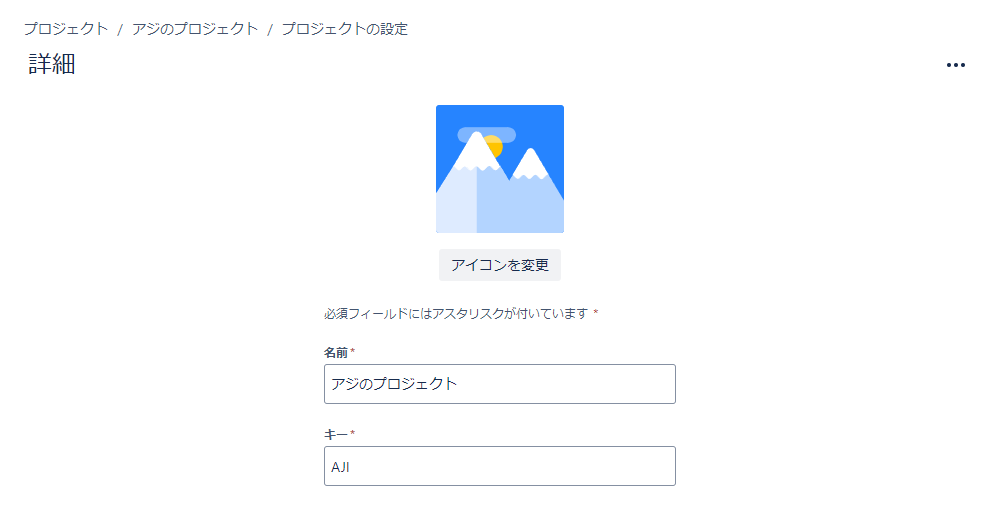 プロジェクト / アジのプロジェクト / プロジェクトの設定
詳細
アイコンを変更
必須フィールドにはアスタリスクが付いています *
名前*
アジのプロジェクト
キー*
AJI